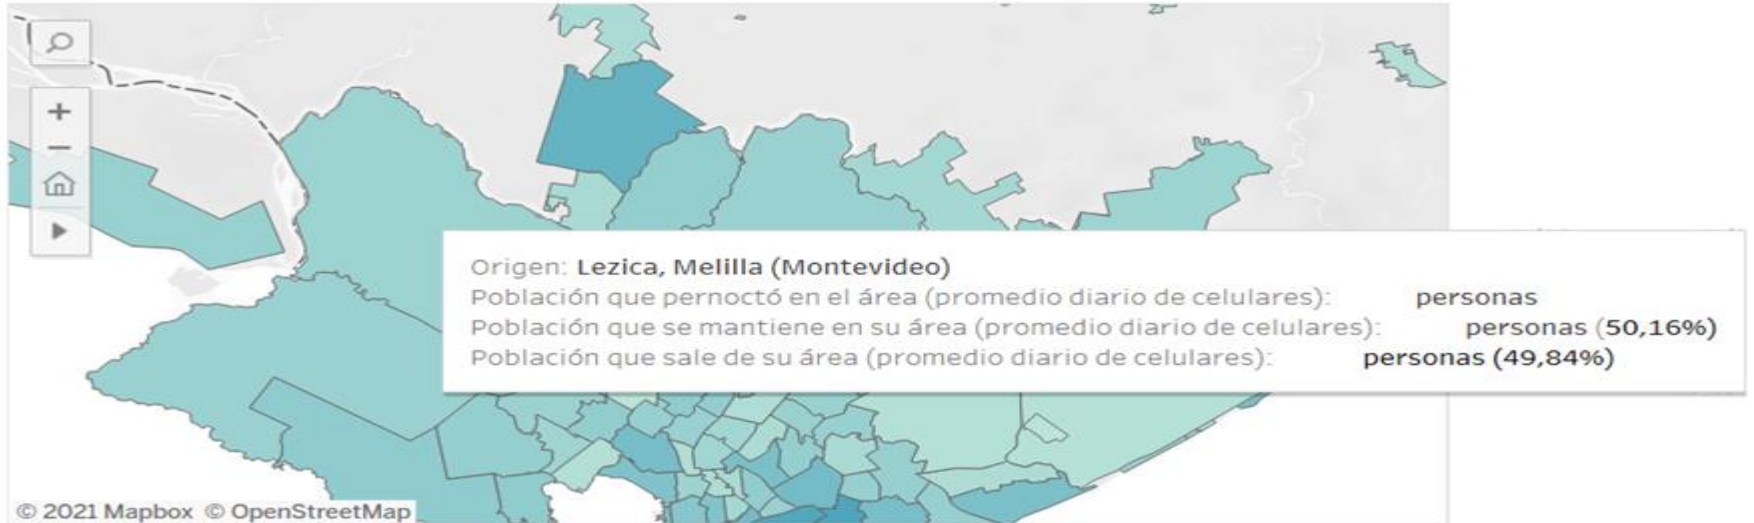 Origen: Lezica, Melilla (Montevideo)
Población que pernoctó en el área (promedio diario de celulares): personas
Población que se mantiene en su área (promedio diario de celulares): personas (50,16%)
Población que sale de su área (promedio diario de celulares): personas (49,84%)
© 2021 Mapbox © OpenStreetMap